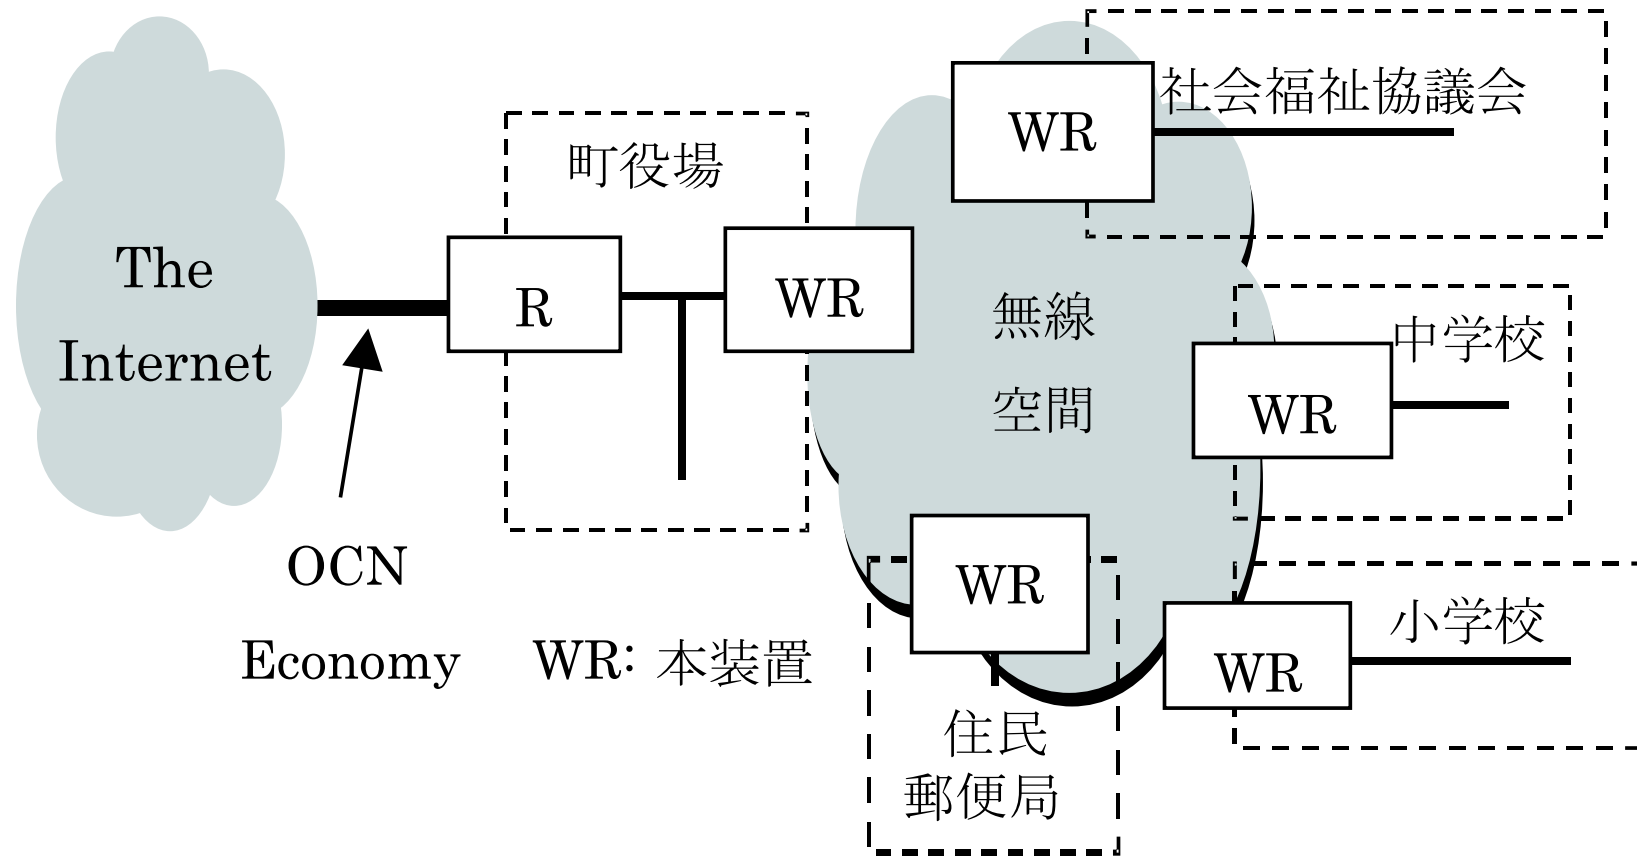 The
Internet
OCN
Economy
町役場
R
WR
WR: 本装置
無線
空間
WR
社会福祉協議会
WR
中学校
WR
小学校
WR
住民
郵便局